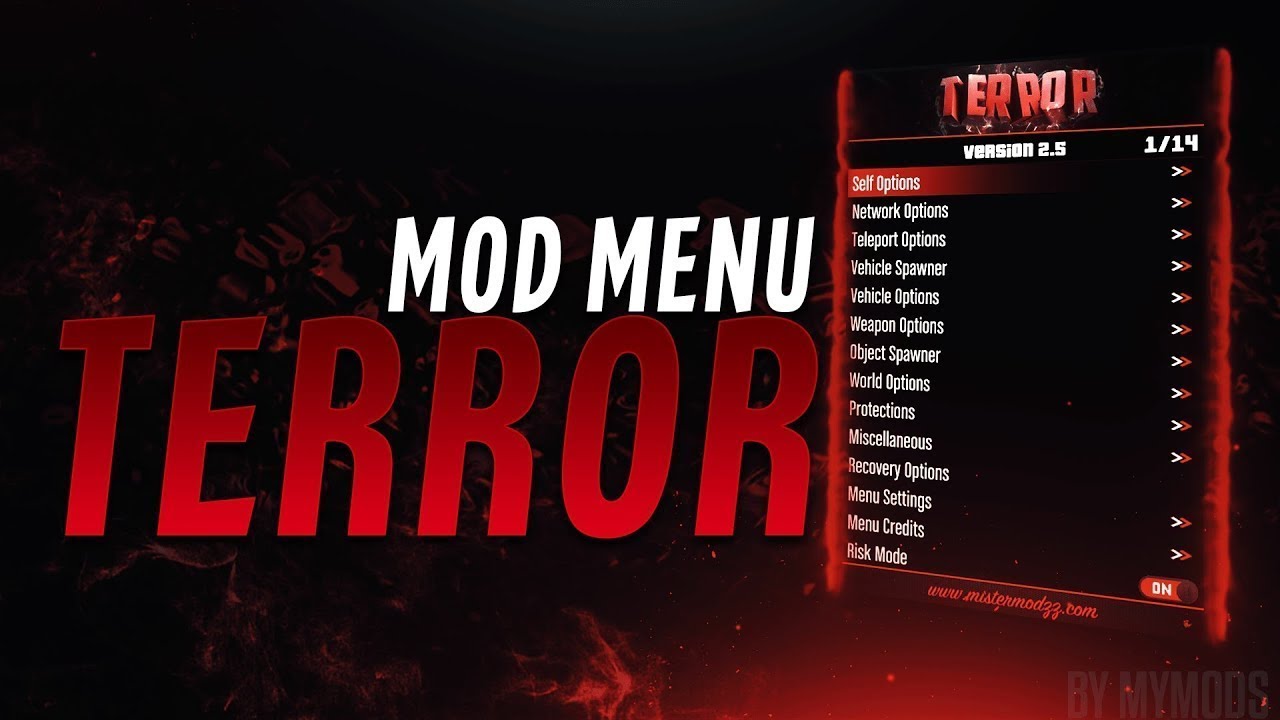 MOD MENU
TERROR
TERROR
Version 2.5 1/14
Self Options >>
Network Options >>
Teleport Options >>
Vehicle Spawner >>
Vehicle Options >>
Weapon Options >>
Object Spawner >>
World Options >>
Protections >>
Miscellaneous >>
Recovery Options
Menu Settings >>
Menu Credits >>
Risk Mode ON
www.mistermodzz.com
BY MYMODS